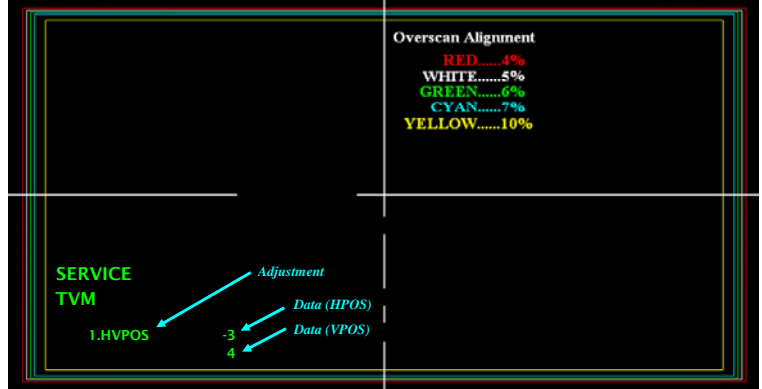 Overscan Alignment
RED......4%
WHITE......5%
GREEN......6%
CYAN......7%
YELLOW......10%
SERVICE
Adjustment
TVM
Data (HPOS)
1.HVPOS -3
Data (VPOS)
4